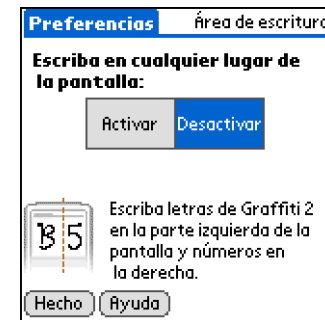 Preferencias Área de escritura
Escriba en cualquier lugar de
la pantalla:
Activar Desactivar
B 5
Escriba letras de Graffiti 2
en la parte izquierda de la
pantalla y números en
la derecha.
Hecho Ayuda